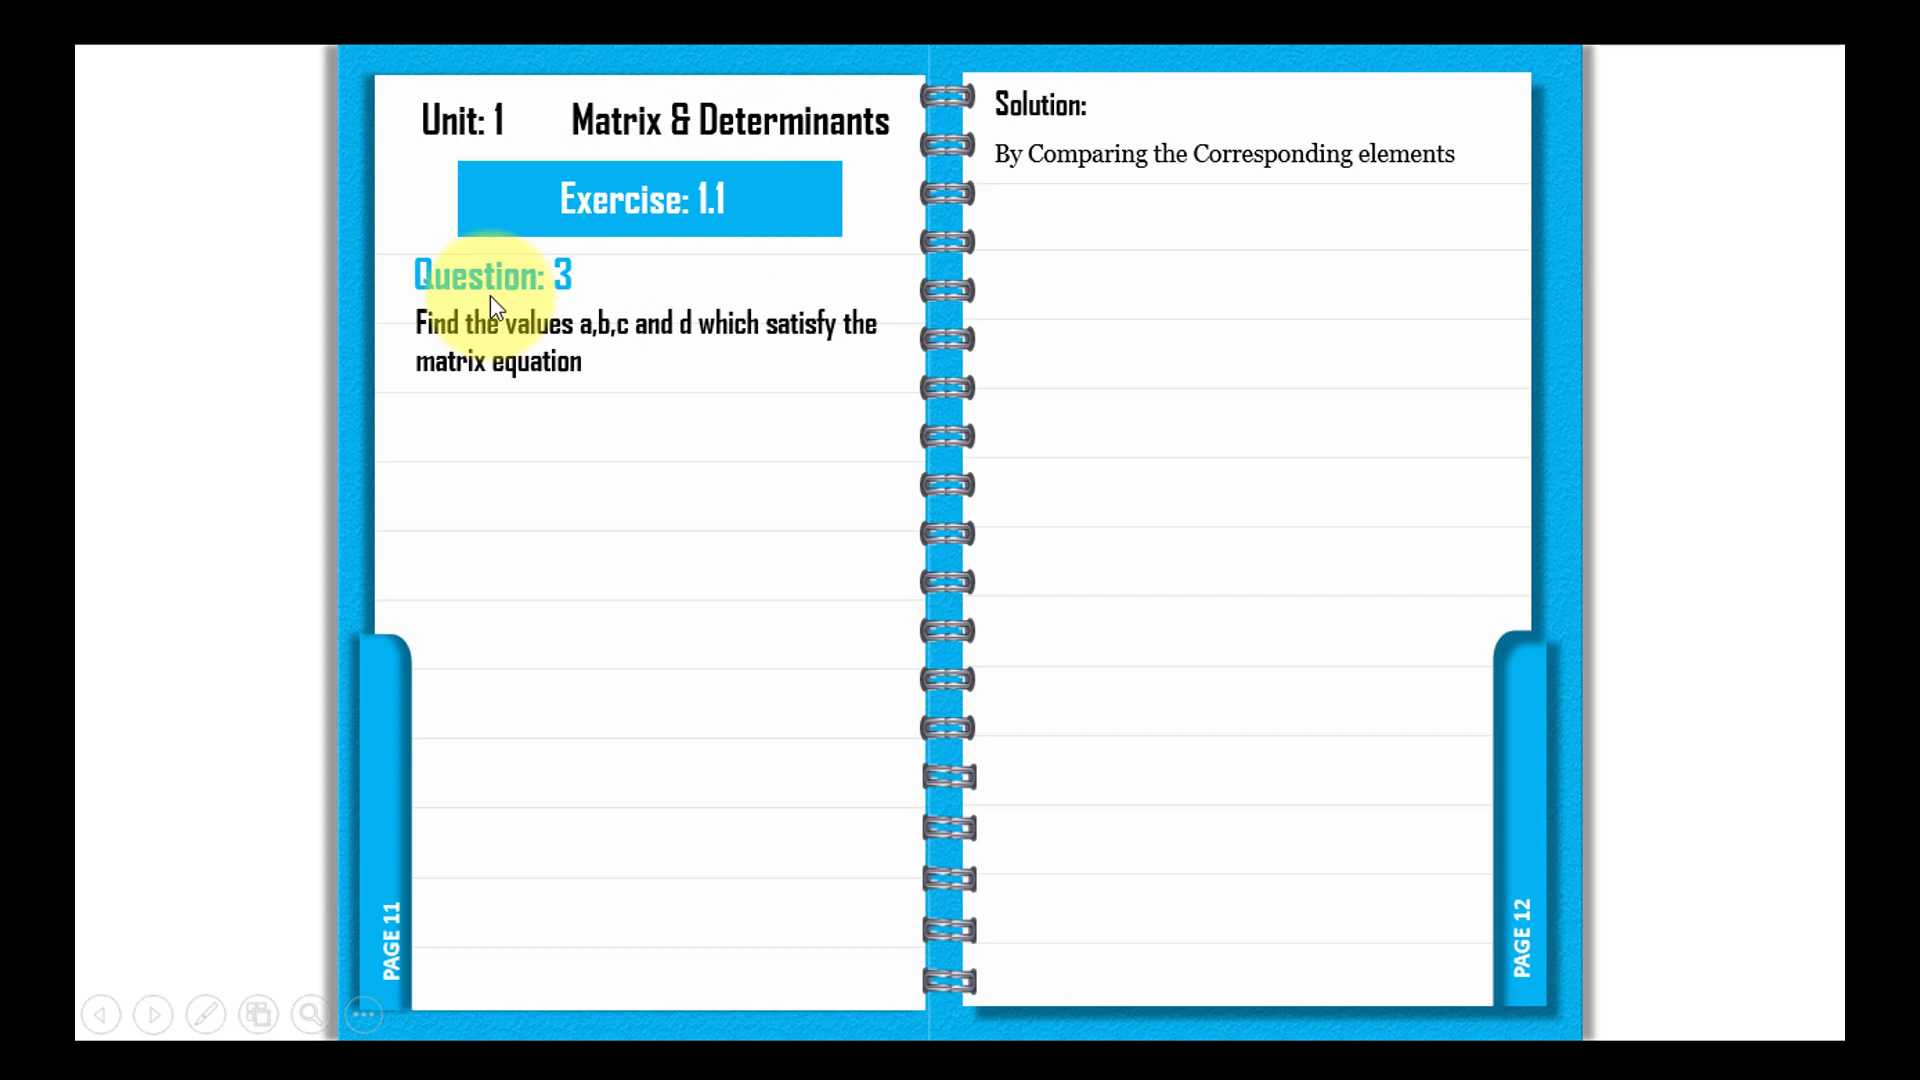 Unit: 1 Matrix & Determinants
Exercise: 1.1
Question: 3
Find the values a,b,c and d which satisfy the
matrix equation
PAGE 11
Solution:
By Comparing the Corresponding elements
PAGE 12